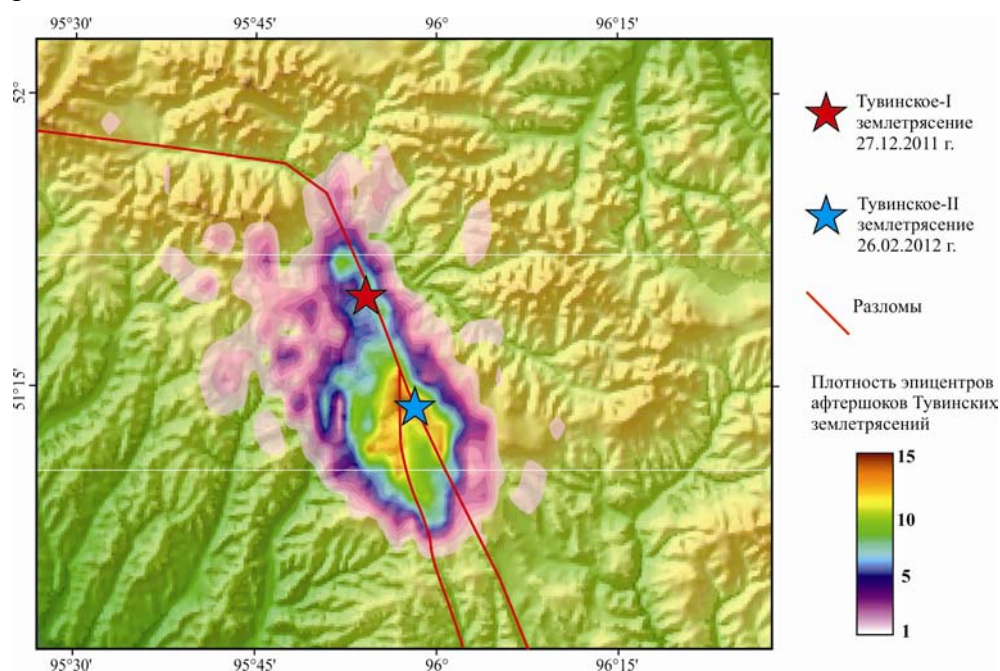 95°30'
95°45'
96°
96°15'
52°
51°15'
95°30'
95°45'
96°
96°15'
Тувинское-I
землетрясение
27.12.2011 г.
Тувинское-II
землетрясение
26.02.2012 г.
Разломы
Плотность эпицентров
афтершоков Тувинских
землетрясений
15
10
5
1